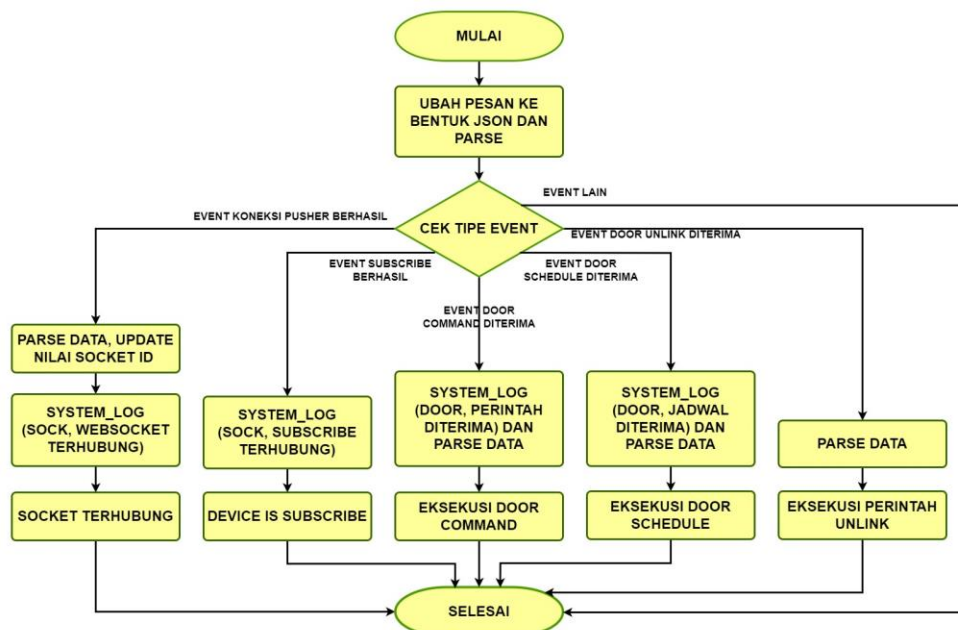 MULAI
UBAH PESAN KE
BENTUK JSON DAN
PARSE
EVENT LAIN
EVENT KONEKSI PUSHER BERHASIL
CEK TIPE EVENT
EVENT DOOR UNLINK DITERIMA
EVENT SUBSCRIBE
BERHASIL
EVENT DOOR
SCHEDULE DITERIMA
EVENT DOOR
COMMAND DITERIMA
PARSE DATA, UPDATE
NILAI SOCKET ID
SYSTEM_LOG
(SOCK, WEBSOCKET
TERHUBUNG)
SYSTEM_LOG
(SOCK, SUBSCRIBE
TERHUBUNG)
SYSTEM_LOG
(DOOR, PERINTAH
DITERIMA) DAN
PARSE DATA
SYSTEM_LOG
(DOOR, JADWAL
DITERIMA) DAN
PARSE DATA
PARSE DATA
SOCKET TERHUBUNG
DEVICE IS SUBSCRIBE
EKSEKUSI DOOR
COMMAND
EKSEKUSI DOOR
SCHEDULE
EKSEKUSI PERINTAH
UNLINK
SELESAI